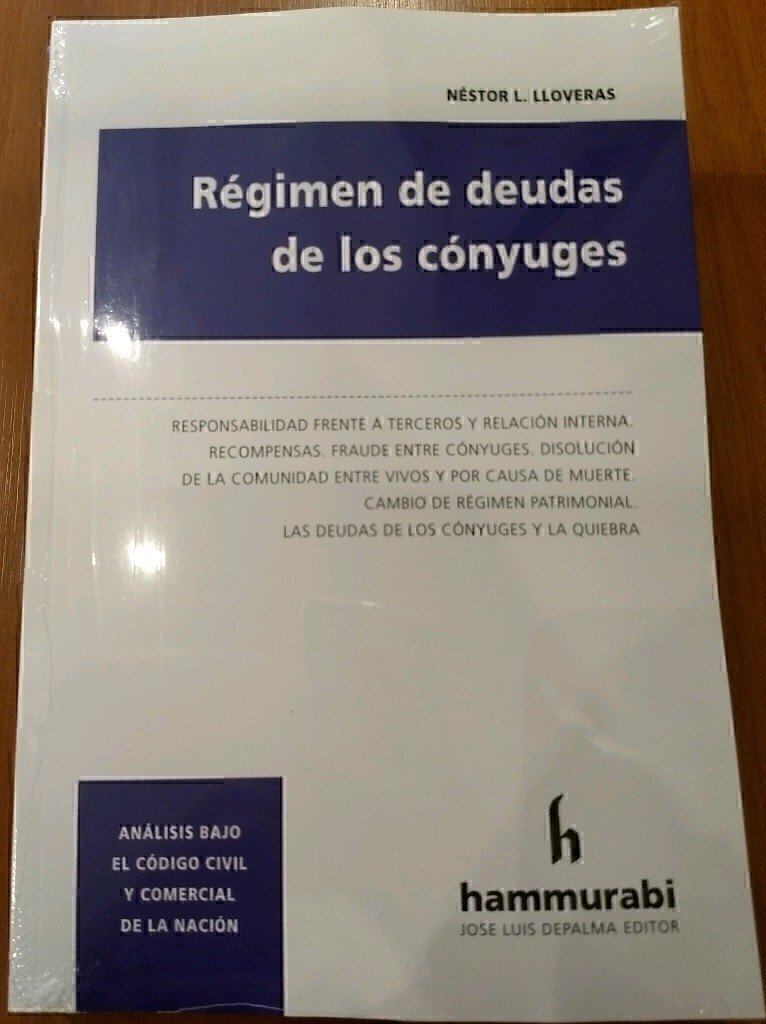 NÉSTOR L. LLOVERAS
Régimen de deudas
de los cónyuges
RESPONSABILIDAD FRENTE A TERCEROS Y RELACIÓN INTERNA.
RECOMPENSAS. FRAUDE ENTRE CÓNYUGES. DISOLUCIÓN
DE LA COMUNIDAD ENTRE VIVOS Y POR CAUSA DE MUERTE.
CAMBIO DE RÉGIMEN PATRIMONIAL.
LAS DEUDAS DE LOS CÓNYUGES Y LA QUIEBRA
ANÁLISIS BAJO
EL CÓDIGO CIVIL
Y COMERCIAL
DE LA NACIÓN
h
hammurabi
JOSE LUIS DEPALMA EDITOR